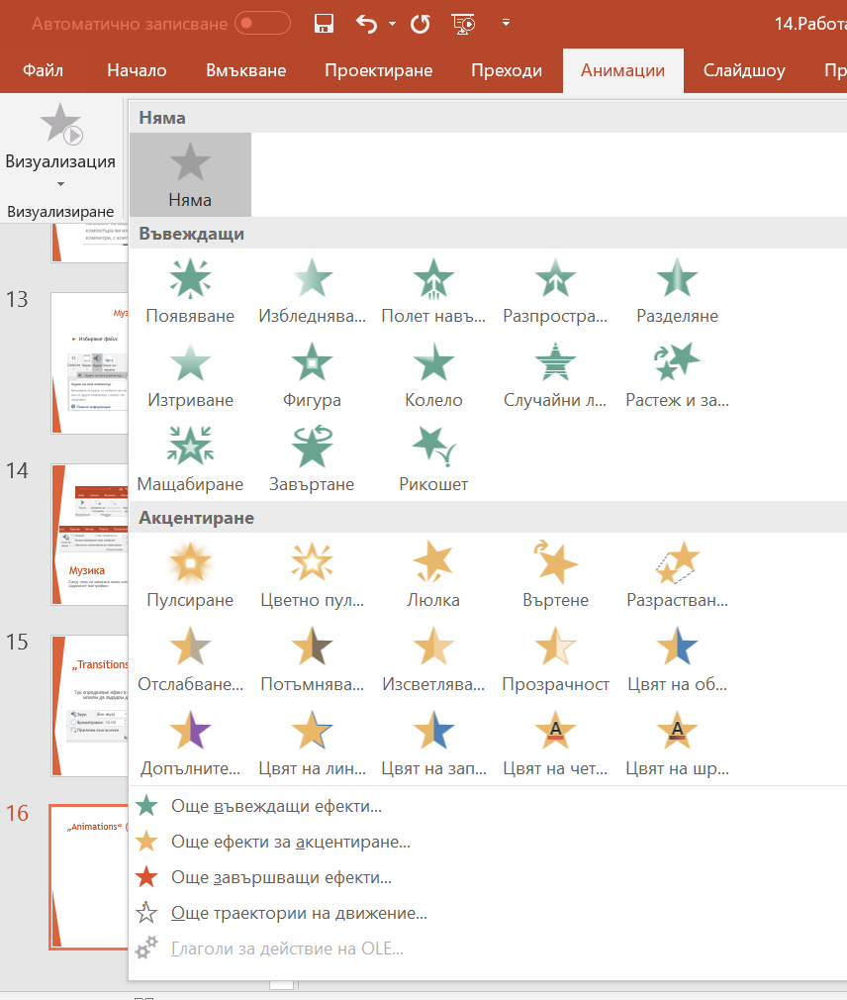 Автоматично записване
14.Работа
Файл Начало Вмъкване Проектиране Преходи Анимации Слайдшоу Пр
Визуализация
Визуализиране
Няма
Няма
Въвеждащи
Появяване Избледнява... Полет навъ... Разпростра... Разделяне
Изтриване Фигура Колело Случайни л... Растеж и за...
Мащабиране Завъртане Рикошет
Акцентиране
Пулсиране Цветно пул... Люлка Въртене Разрастван...
Отслабване... Потъмнява... Изсветлява... Прозрачност Цвят на об...
Допълните... Цвят на лин... Цвят на зап... Цвят на чет... Цвят на шр...
Още въвеждащи ефекти...
Още ефекти за акцентиране...
Още завършващи ефекти...
Още траектории на движение...
Глаголи за действие на OLE...
13
Муз
Избираме файл:
14
Музика
15
„Transitions
16
„Animations“ (